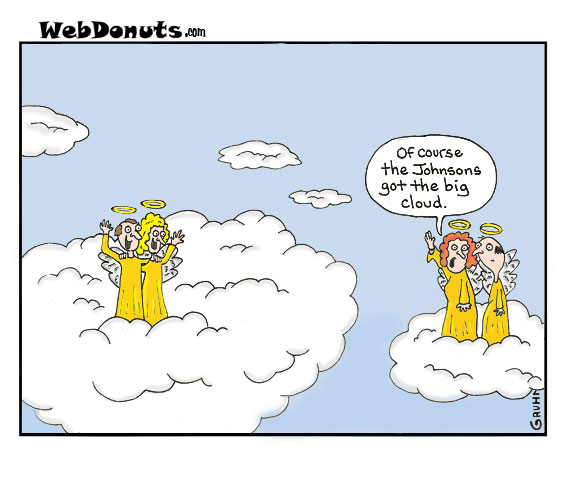 WebDonuts.com
Of course
the Johnsons
got the big
cloud.
GRUHN